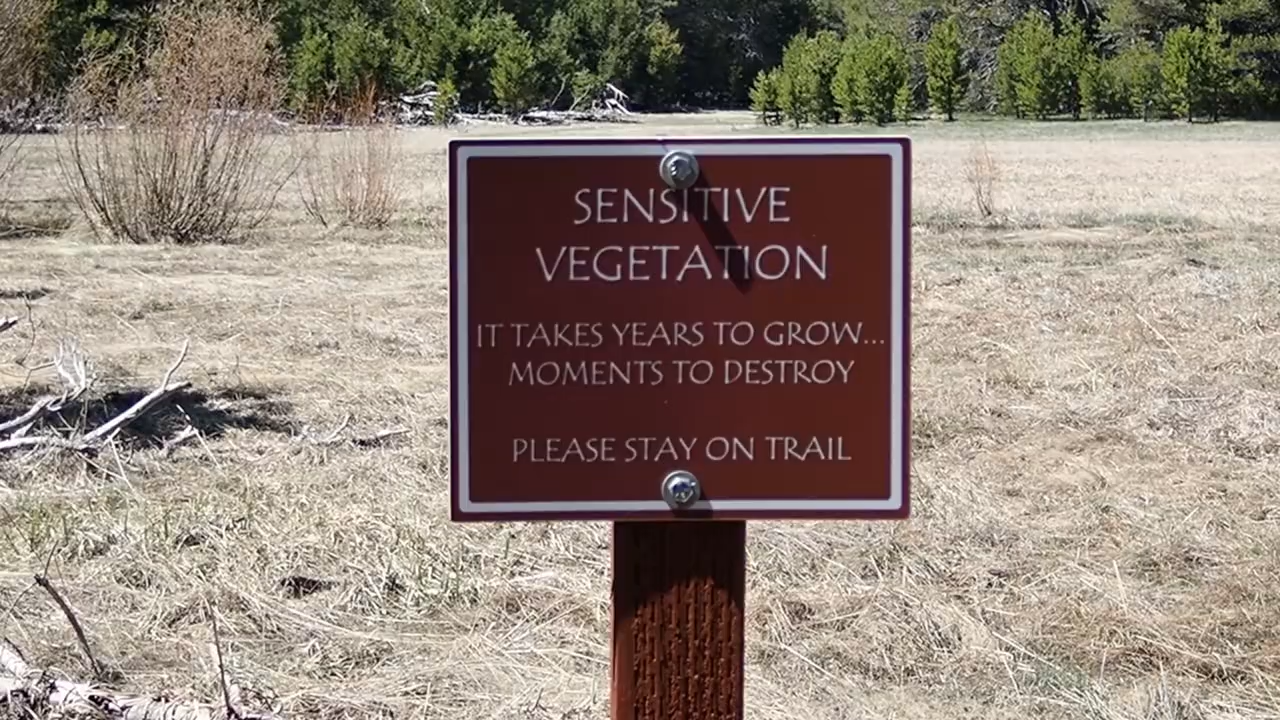 SENSITIVE
VEGETATION
IT TAKES YEARS TO GROW...
MOMENTS TO DESTROY
PLEASE STAY ON TRAIL